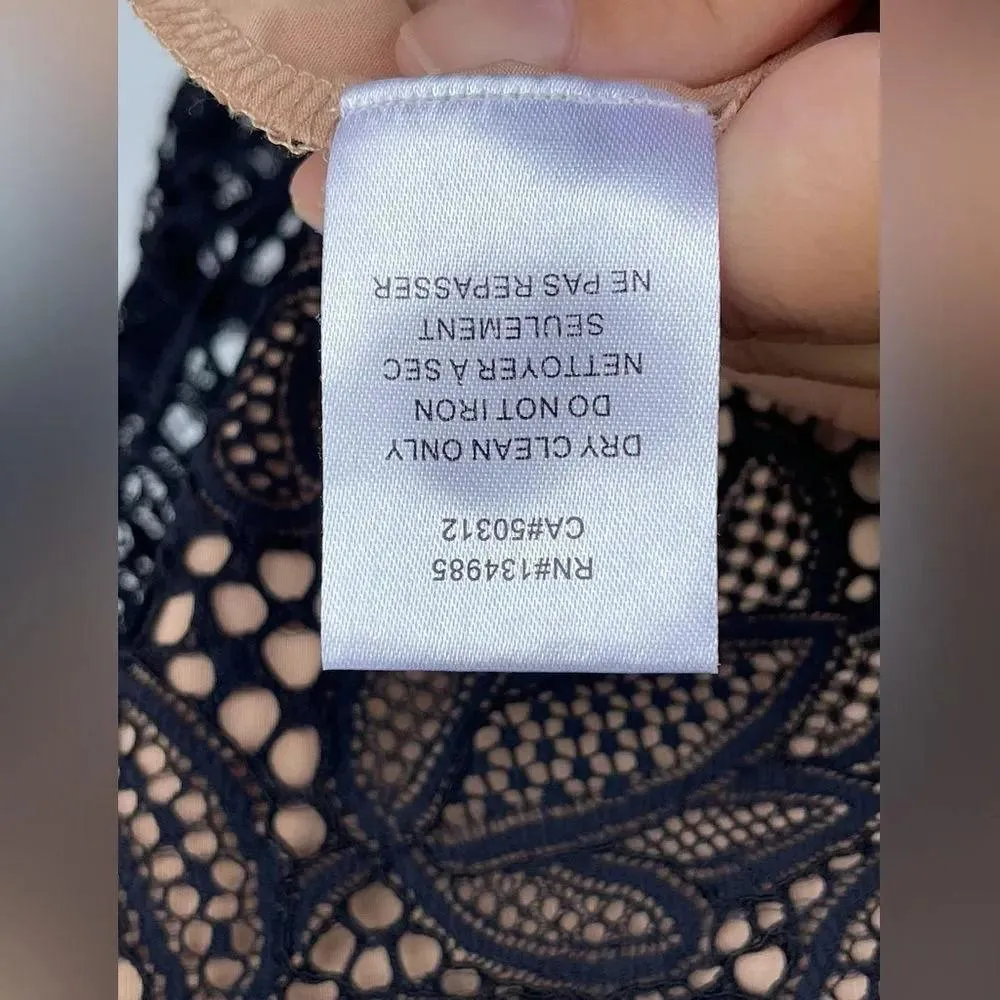 RN#134985
CA#50312
DRY CLEAN ONLY
DO NOT IRON
NETTOYER À SEC
SEULEMENT
NE PAS REPASSER